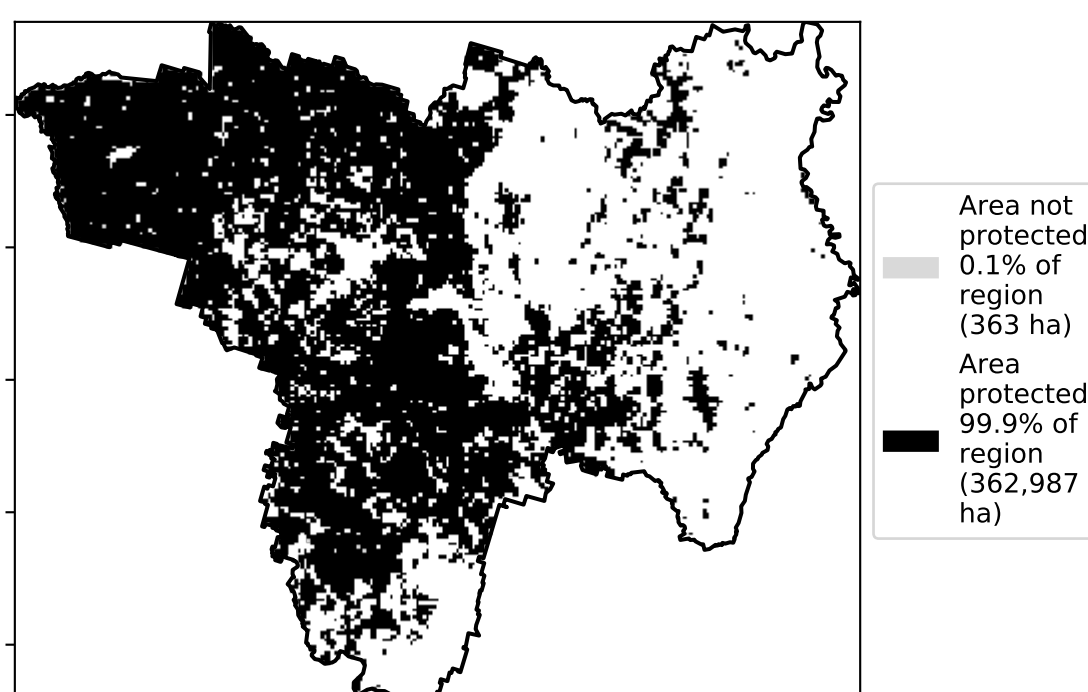 Area not
protected
0.1% of
region
(363 ha)
Area
protected
99.9% of
region
(362,987
ha)